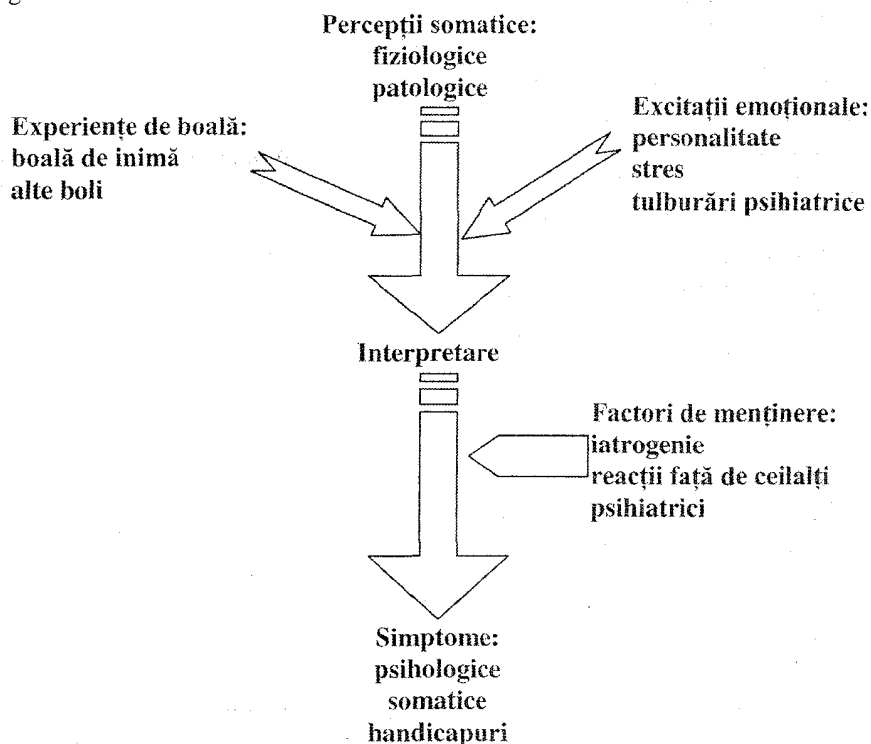 Percepții somatice:
fiziologice
patologice
Experiențe de boală:
boală de inimă
alte boli
Excitații emoționale:
personalitate
stres
tulburări psihiatrice
Interpretare
Factori de menținere:
iatrogenie
reacții față de ceilalți
psihiatrici
Simptome:
psihologice
somatice
handicapuri